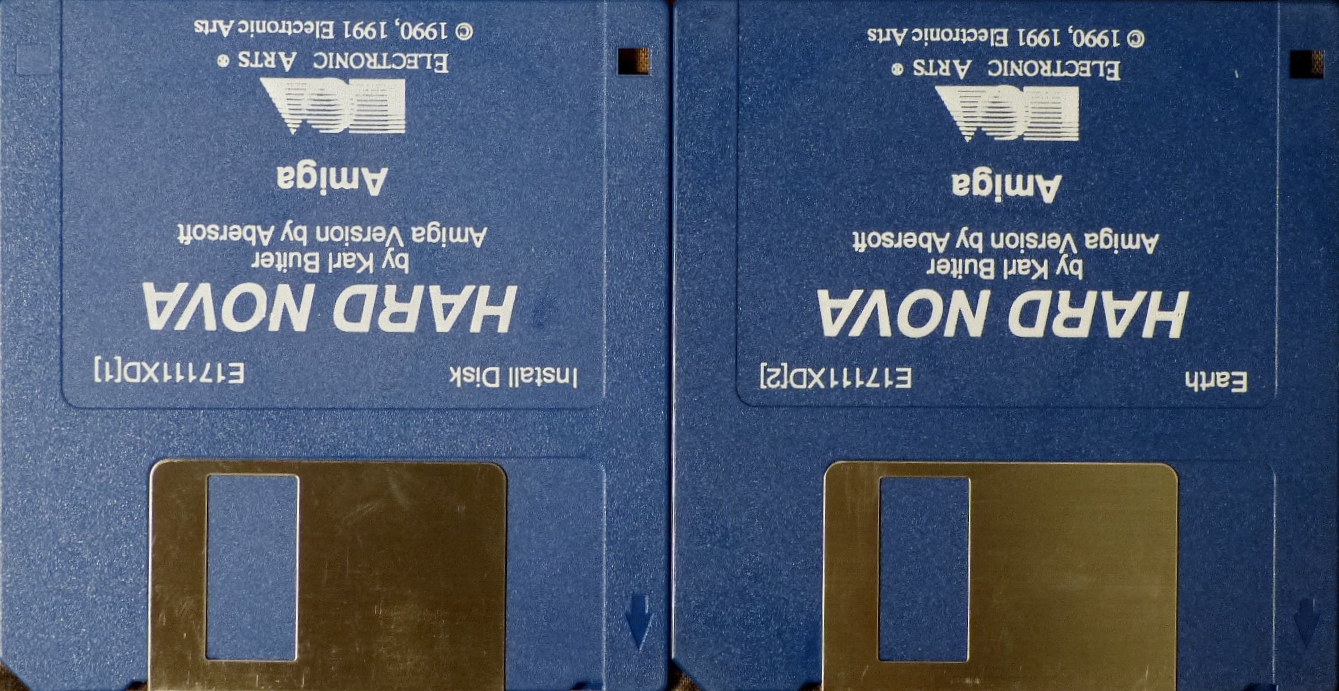 Install Disk E17111XD[1]
HARD NOVA
by Karl Buiter
Amiga Version by Abersoft
Amiga
EOA
ELECTRONIC ARTS ®
© 1990, 1991 Electronic Arts
Earth E17111XD[2]
HARD NOVA
by Karl Buiter
Amiga Version by Abersoft
Amiga
EOA
ELECTRONIC ARTS ®
© 1990, 1991 Electronic Arts